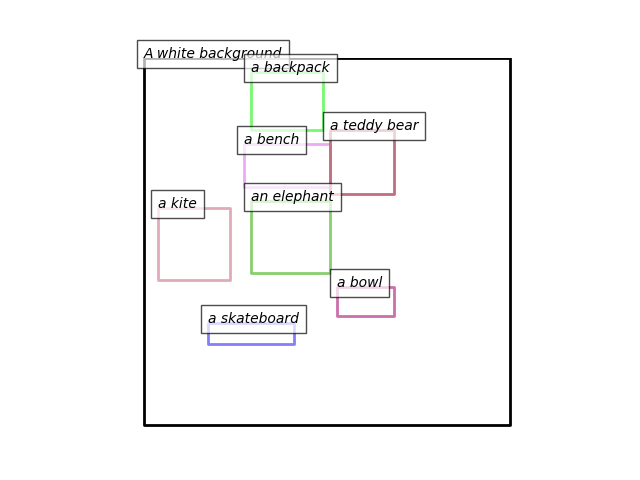 A white background
a backpack
a teddy bear
a bench
an elephant
a kite
a bowl
a skateboard